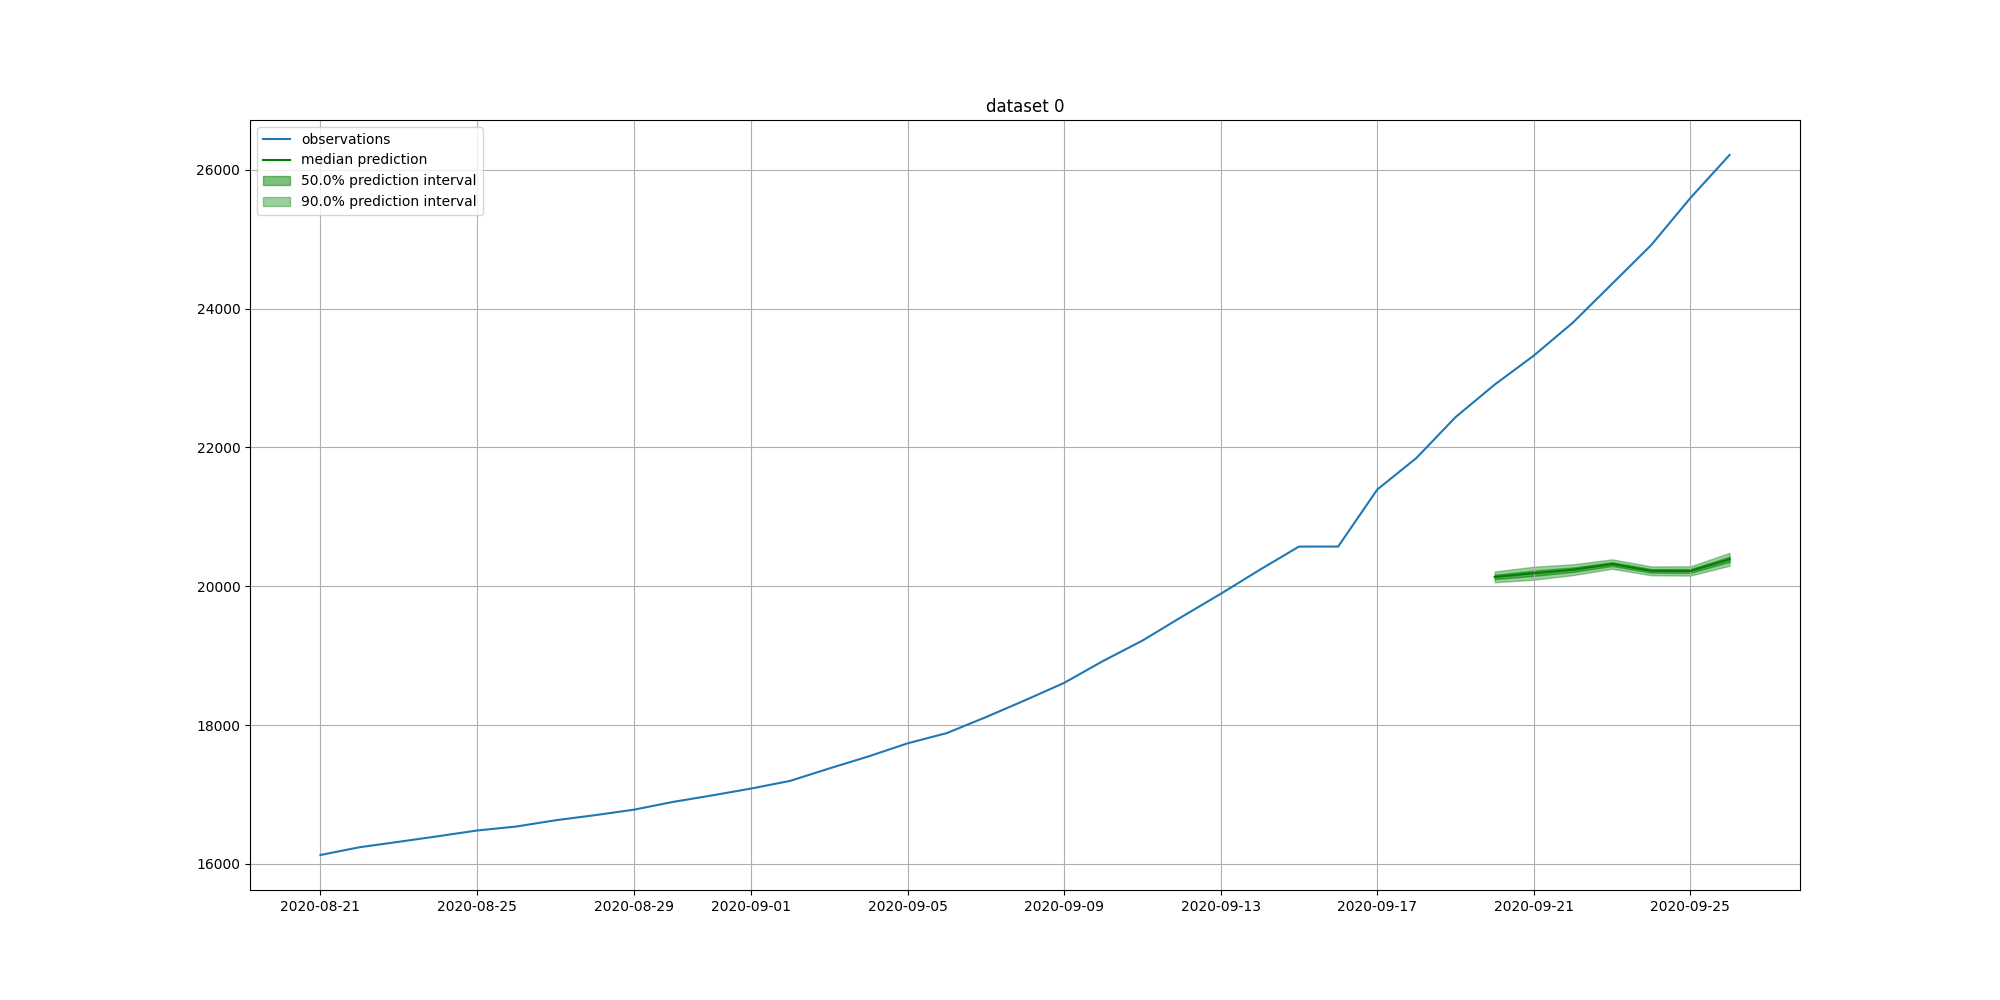 dataset 0
observations
median prediction
50.0% prediction interval
90.0% prediction interval
26000
24000
22000
20000
18000
16000
2020-08-21 2020-08-25 2020-08-29 2020-09-01 2020-09-05 2020-09-09 2020-09-13 2020-09-17 2020-09-21 2020-09-25